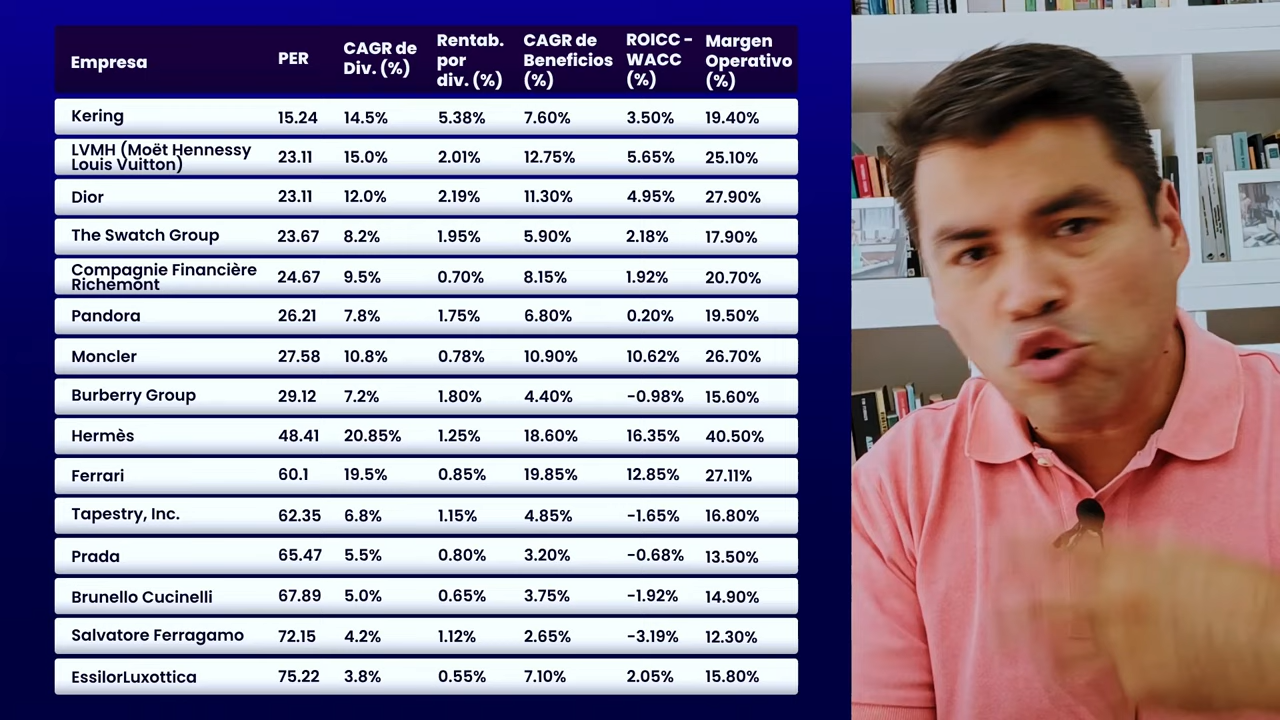 Empresa PER CAGR de Div. (%) Rentab. por div. (%) CAGR de Beneficios (%) ROICC - WACC (%) Margen Operativo (%)
Kering 15.24 14.5% 5.38% 7.60% 3.50% 19.40%
LVMH (Moët Hennessy Louis Vuitton) 23.11 15.0% 2.01% 12.75% 5.65% 25.10%
Dior 23.11 12.0% 2.19% 11.30% 4.95% 27.90%
The Swatch Group 23.67 8.2% 1.95% 5.90% 2.18% 17.90%
Compagnie Financière Richemont 24.67 9.5% 0.70% 8.15% 1.92% 20.70%
Pandora 26.21 7.8% 1.75% 6.80% 0.20% 19.50%
Moncler 27.58 10.8% 0.78% 10.90% 10.62% 26.70%
Burberry Group 29.12 7.2% 1.80% 4.40% -0.98% 15.60%
Hermès 48.41 20.85% 1.25% 18.60% 16.35% 40.50%
Ferrari 60.1 19.5% 0.85% 19.85% 12.85% 27.11%
Tapestry, Inc. 62.35 6.8% 1.15% 4.85% -1.65% 16.80%
Prada 65.47 5.5% 0.80% 3.20% -0.68% 13.50%
Brunello Cucinelli 67.89 5.0% 0.65% 3.75% -1.92% 14.90%
Salvatore Ferragamo 72.15 4.2% 1.12% 2.65% -3.19% 12.30%
EssilorLuxottica 75.22 3.8% 0.55% 7.10% 2.05% 15.80%